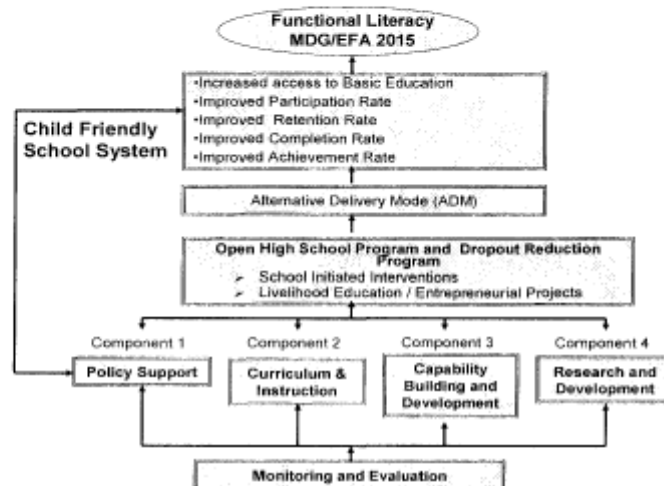 Functional Literacy
MDG/EFA 2015
•Increased access to Basic Education
•Improved Participation Rate
•Improved Retention Rate
•Improved Completion Rate
•Improved Achievement Rate
Child Friendly
School System
Alternative Delivery Mode (ADM)
Open High School Program and Dropout Reduction
Program
➢ School Initiated Interventions
➢ Livelihood Education / Entrepreneurial Projects
Component 1
Policy Support
Component 2
Curriculum &
Instruction
Component 3
Capability
Building and
Development
Component 4
Research and
Development
Monitoring and Evaluation